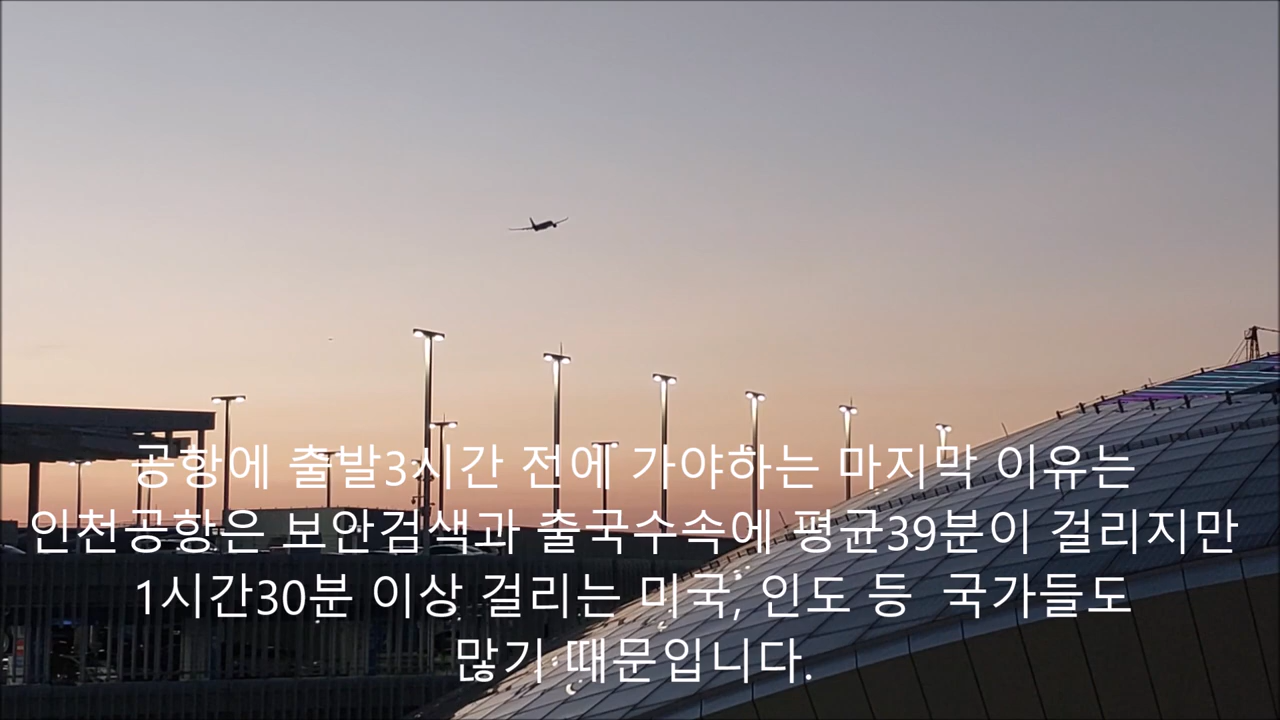 공항에 출발3시간 전에 가야하는 마지막 이유는
인천공항은 보안검색과 출국수속에 평균39분이 걸리지만
1시간30분 이상 걸리는 미국, 인도 등  국가들도
많기 때문입니다.